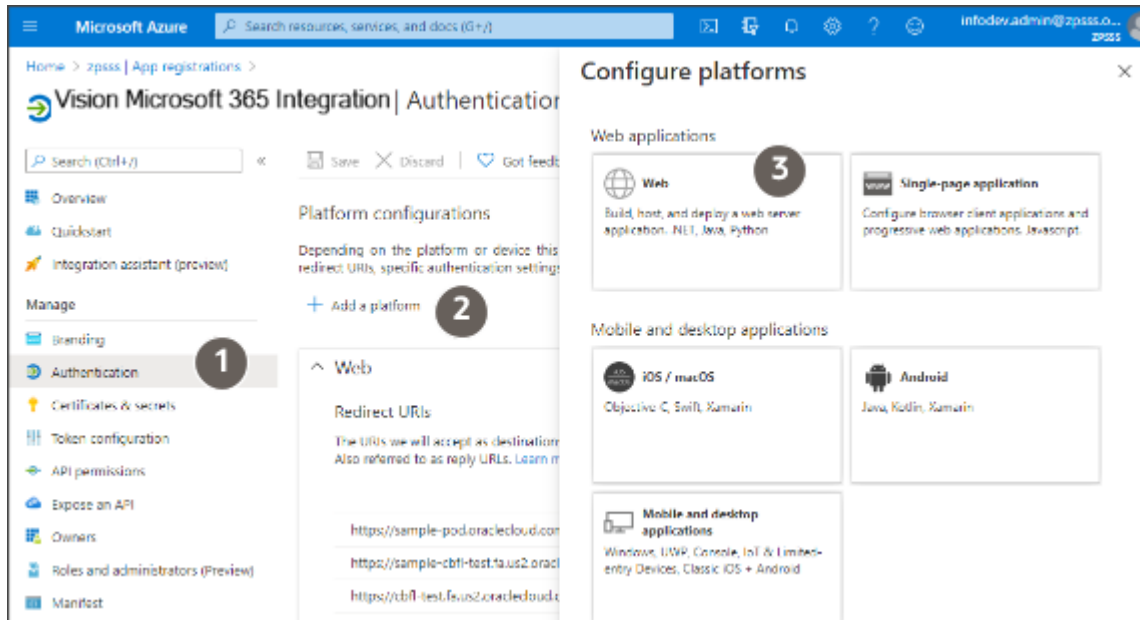 Microsoft Azure
Search resources, services, and docs (G+/)
infodev.admin@zpsss.o...
ZPSSS
Home > zpsss | App registrations >
Vision Microsoft 365 Integration | Authentication
Configure platforms
Search (Ctrl+/)
«
Save
Discard
Got feedb
Overview
Quickstart
Integration assistant (preview)
Manage
Branding
Authentication
1
Certificates & secrets
Token configuration
API permissions
Expose an API
Owners
Roles and administrators (Preview)
Manifest
Platform configurations
Depending on the platform or device this
redirect URIs, specific authentication settings
+ Add a platform
2
Web
Redirect URIs
The URIs we will accept as destination
Also referred to as reply URLs. Learn m
https://sample-pod.oraclecloud.com
https://sample-cbfl-test.fa.us2.oracl
https://cbfl-test.fs.us2.oraclecloud.c
Web applications
Web
3
Build, host, and deploy a web server
application. .NET, Java, Python
Single-page application
Configure browser client applications and
progressive web applications. Javascript.
Mobile and desktop applications
iOS / macOS
Objective-C, Swift, Xamarin
Android
Java, Kotlin, Xamarin
Mobile and desktop
applications
Windows, UWP, Console, IoT & Limited-
entry Devices, Classic iOS + Android